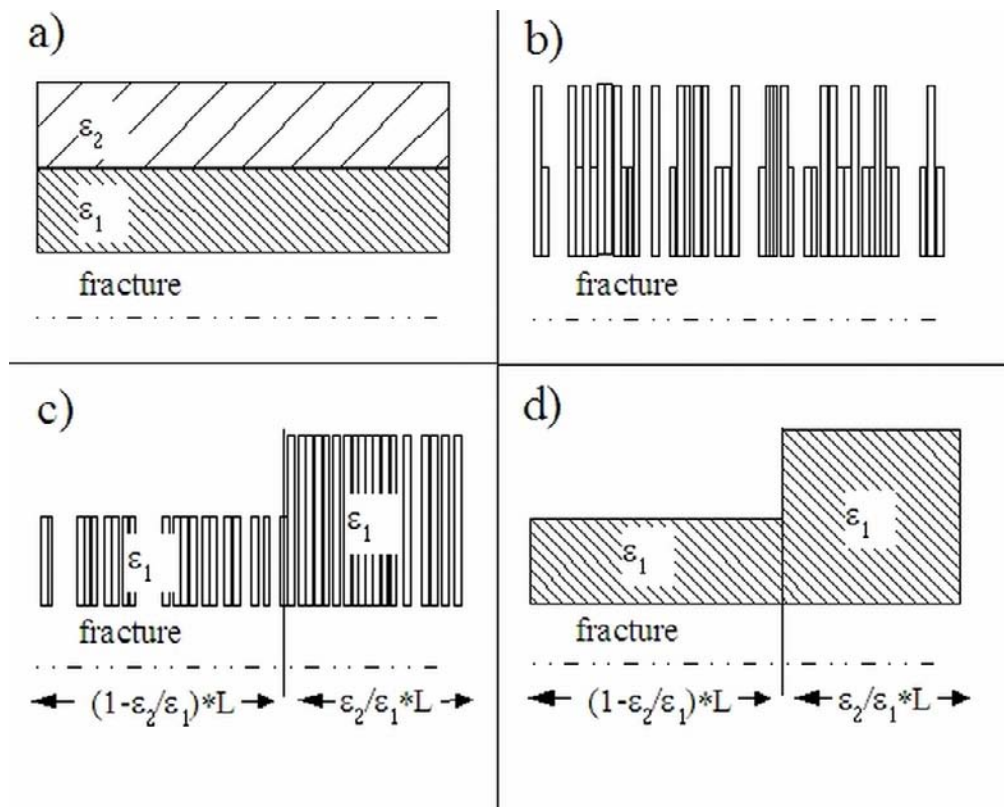 a)
ε₂
ε₁
fracture
b)
fracture
c)
ε₁
ε₁
fracture
(1-ε₂/ε₁)*L
ε₂/ε₁*L
d)
ε₁
ε₁
fracture
(1-ε₂/ε₁)*L
ε₂/ε₁*L